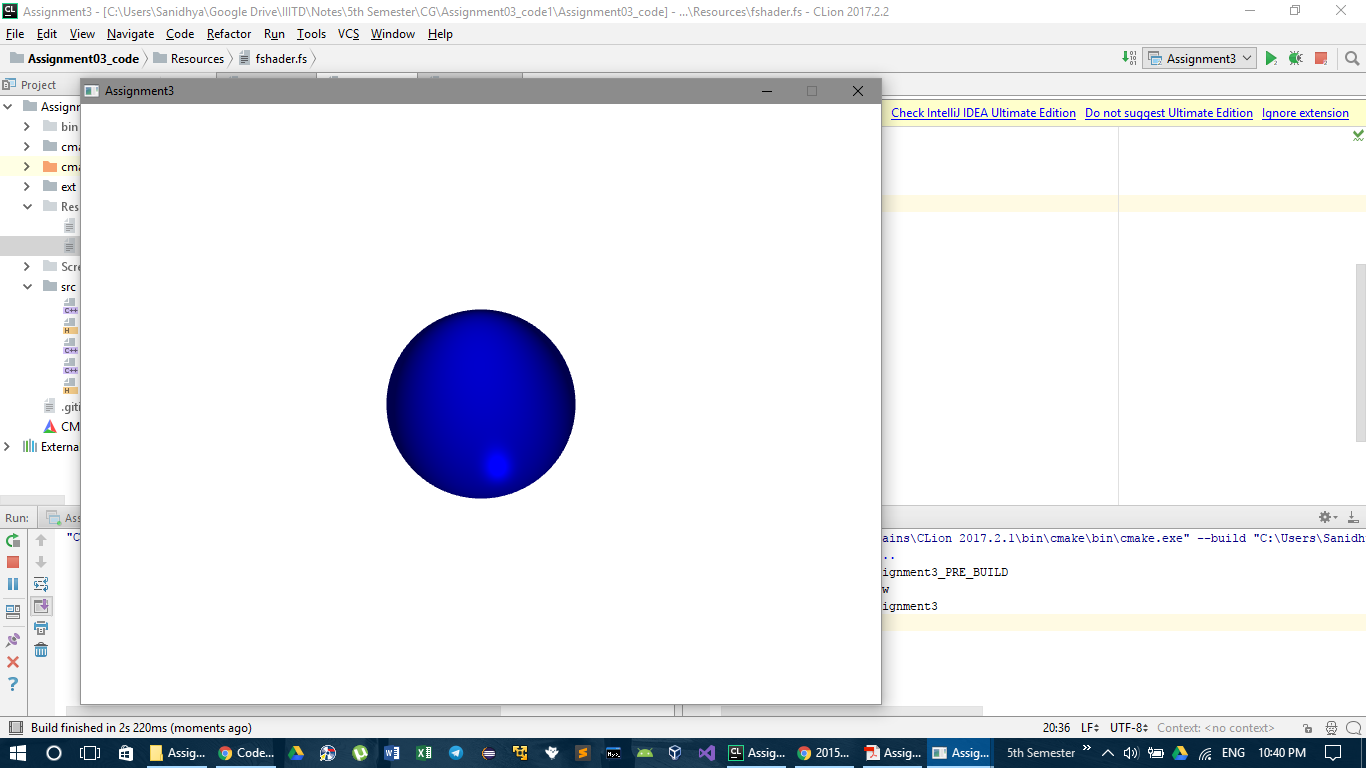 Assignment3 - [C:\Users\Sanidhya\Google Drive\IIITD\Notes\5th Semester\CG\Assignment03_code1\Assignment03_code] - ...\Resources\fshader.fs - CLion 2017.2.2
File Edit View Navigate Code Refactor Run Tools VCS Window Help
Assignment03_code Resources fshader.fs Assignment3
Project
Assignment3
Check IntelliJ IDEA Ultimate Edition Do not suggest Ultimate Edition Ignore extension
Assignm
bin
cma
cma
ext
Res
Scre
src
C++
H
C++
C++
H
.giti
CM
Externa
Run: Ass
"C
ains\CLion 2017.2.1\bin\cmake\bin\cmake.exe" --build "C:\Users\Sanidhy
..
ignment3_PRE_BUILD
w
ignment3
Build finished in 2s 220ms (moments ago) 20:36 LF UTF-8 Context: <no context>
Assig... Code... CL Assig... 2015... Assig... Assig... 5th Semester ENG 10:40 PM